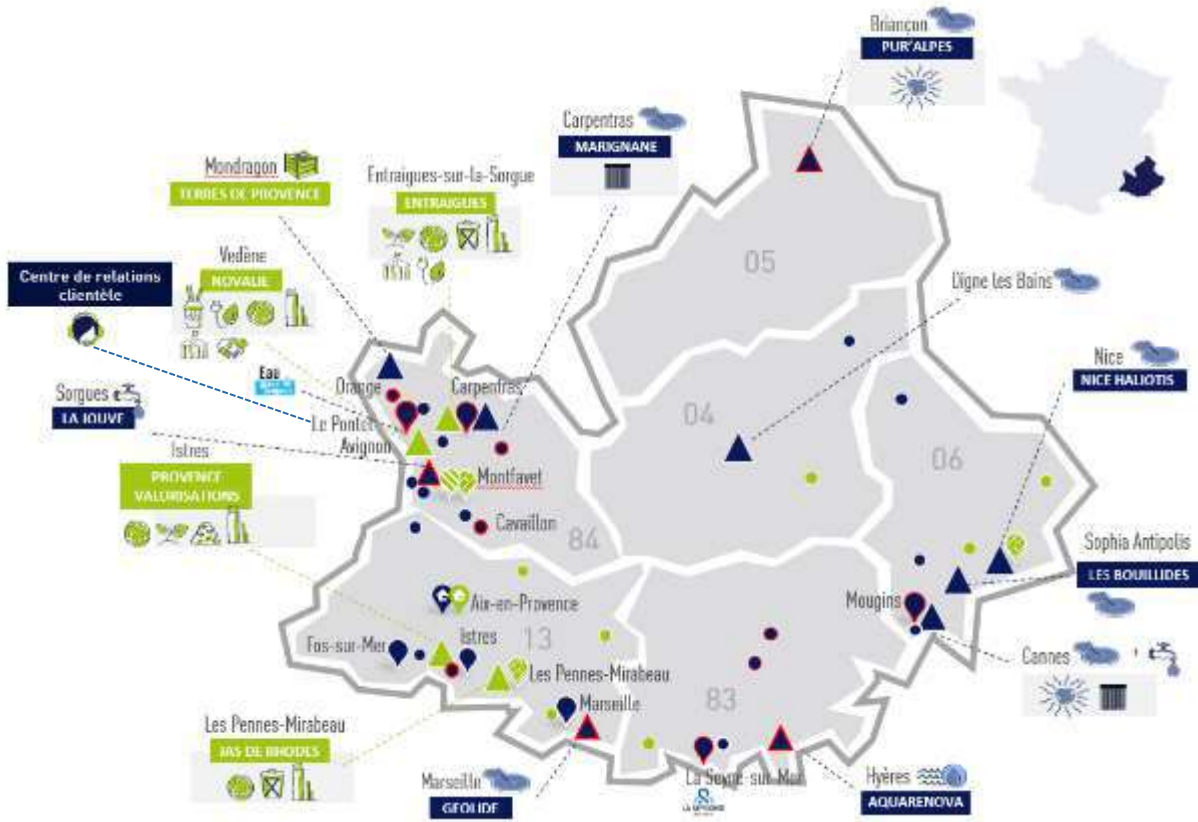 Briançon
PUR'ALPES
Carpentras
MARIGNANE
Mondragon
TERRES DE PROVENCE
Entraigues-sur-la-Sorgue
ENTRAIGUES
Vedène
NOVALIE
Centre de relations
clientèle
Eau
Sorgues
LA JOUVE
Istres
PROVENCE
VALORISATIONS
05
Digne les Bains
Nice
NICE HALIOTIS
Orange
Carpentras
Le Pontet
Avignon
04
06
Montfavet
Cavaillon
84
Sophia Antipolis
LES BOUILLIDES
Mougins
Aix-en-Provence
Fos-sur-Mer
Istres
13
Les Pennes-Mirabeau
Marseille
83
Cannes
Les Pennes-Mirabeau
JAS DE RHODES
Marseille
GEOLIDE
La Seyne-sur-Mer
Hyères
AQUARENOVA